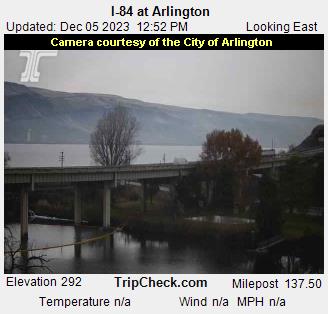 I-84 at Arlington
Updated: Dec 05 2023 12:52 PM Looking East
Camera courtesy of the City of Arlington
Elevation 292 TripCheck.com Milepost 137.50
Temperature n/a Wind n/a MPH n/a